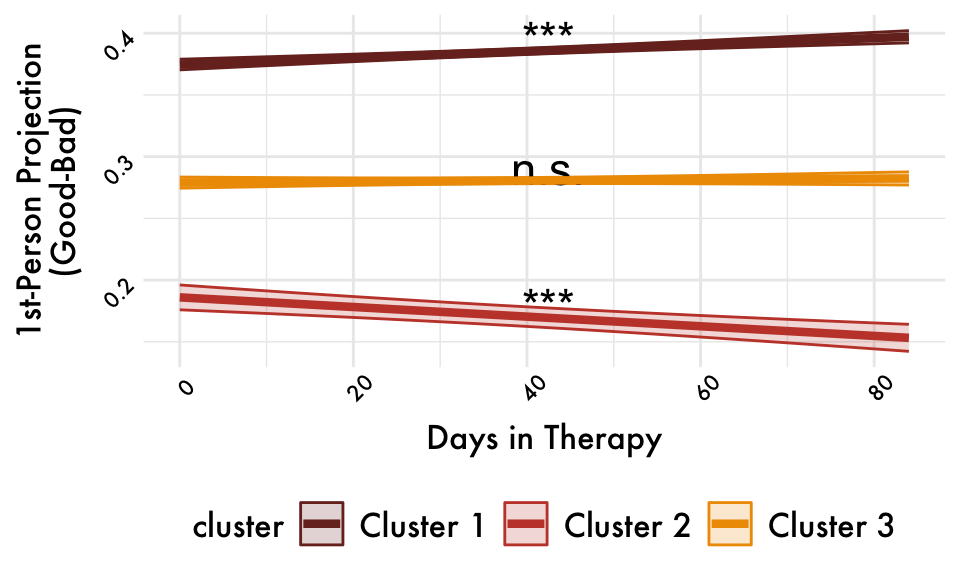 1st-Person Projection
(Good-Bad)
0.4
0.3
0.2
***
n.s.
***
0
20
40
60
80
Days in Therapy
cluster
Cluster 1
Cluster 2
Cluster 3